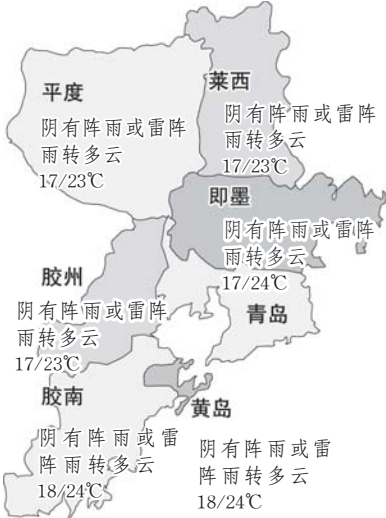 平度
阴有阵雨或雷阵
雨转多云
17/23℃
莱西
阴有阵雨或雷阵
雨转多云
17/23℃
即墨
阴有阵雨或雷阵
雨转多云
17/24℃
胶州
阴有阵雨或雷阵
雨转多云
17/23℃
青岛
胶南
阴有阵雨或雷
阵雨转多云
18/24℃
黄岛
阴有阵雨或雷
阵雨转多云
18/24℃